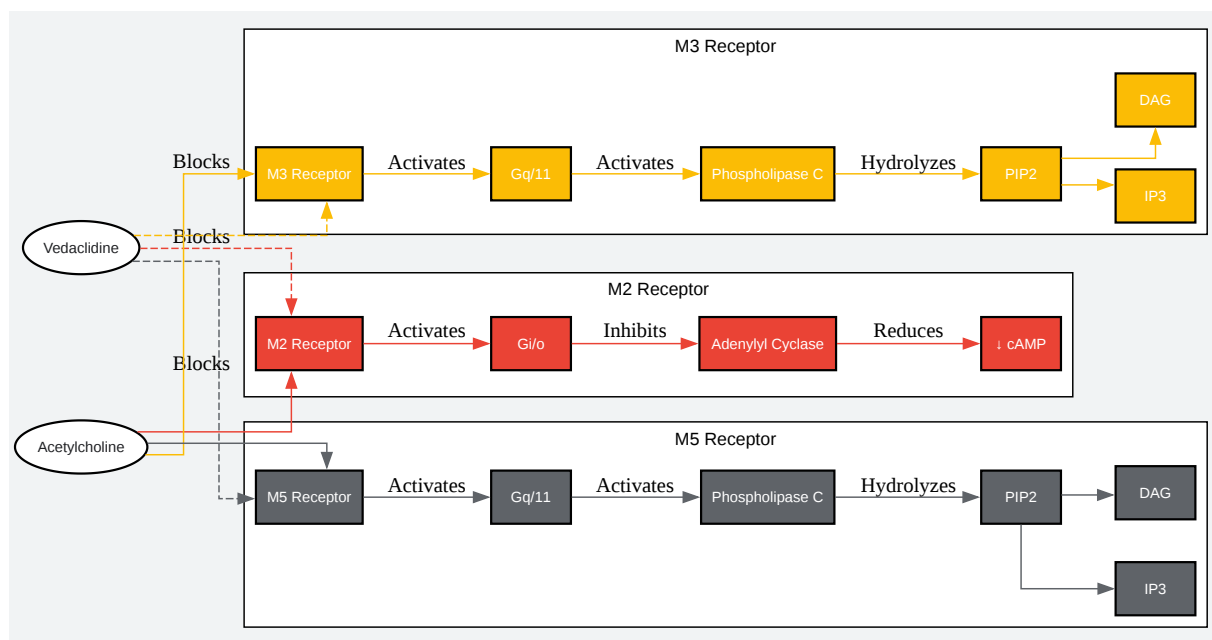 M3 Receptor
DAG
Blocks
M3 Receptor
Activates
Gq/11
Activates
Phospholipase C
Hydrolyzes
PIP2
IP3
Vedaclidine
Blocks
M2 Receptor
M2 Receptor
Activates
Gi/o
Inhibits
Adenylyl Cyclase
Reduces
↓ cAMP
Blocks
Acetylcholine
M5 Receptor
M5 Receptor
Activates
Gq/11
Activates
Phospholipase C
Hydrolyzes
PIP2
DAG
IP3